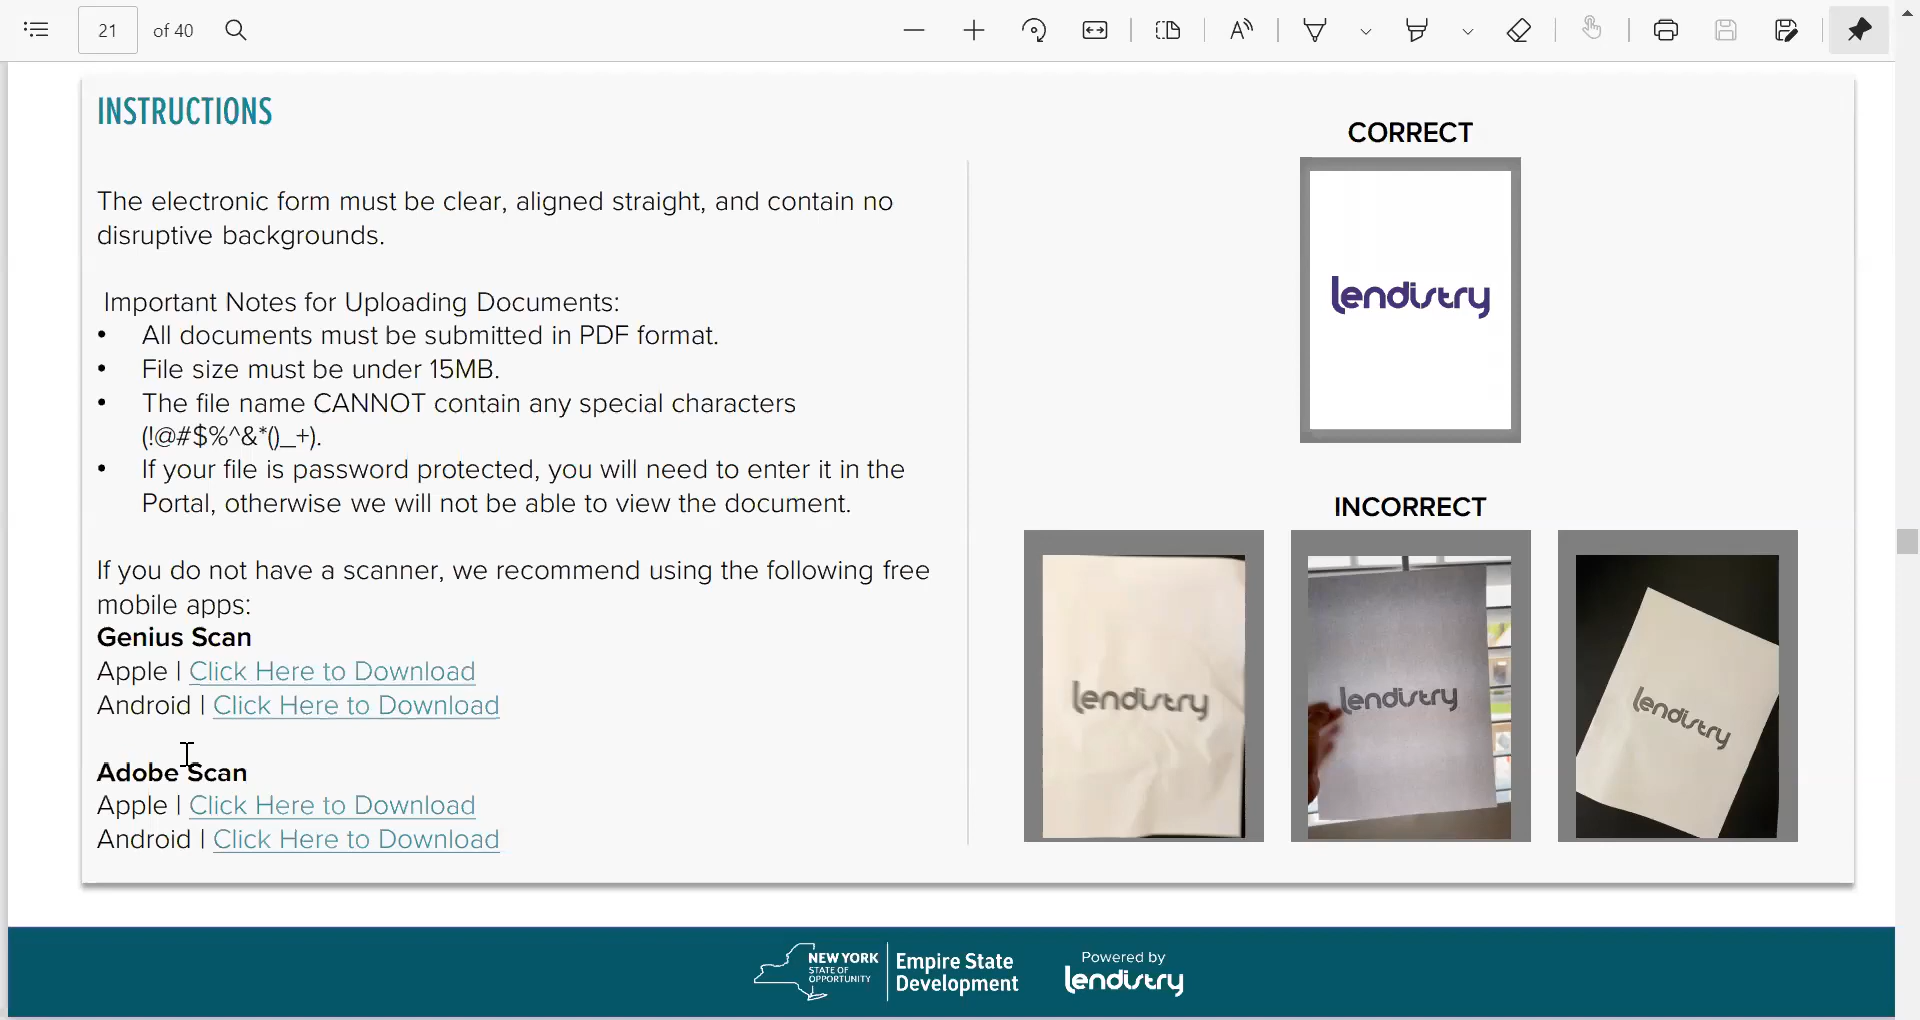 21 of 40
INSTRUCTIONS
The electronic form must be clear, aligned straight, and contain no
disruptive backgrounds.
Important Notes for Uploading Documents:
• All documents must be submitted in PDF format.
• File size must be under 15MB.
• The file name CANNOT contain any special characters
(!@#$%^&*()_+).
• If your file is password protected, you will need to enter it in the
Portal, otherwise we will not be able to view the document.
If you do not have a scanner, we recommend using the following free
mobile apps:
Genius Scan
Apple | Click Here to Download
Android | Click Here to Download
Adobe Scan
Apple | Click Here to Download
Android | Click Here to Download
CORRECT
lendistry
INCORRECT
lendistry
lendistry
lendistry
NEW YORK
STATE OF
OPPORTUNITY
Empire State
Development
Powered by
lendistry